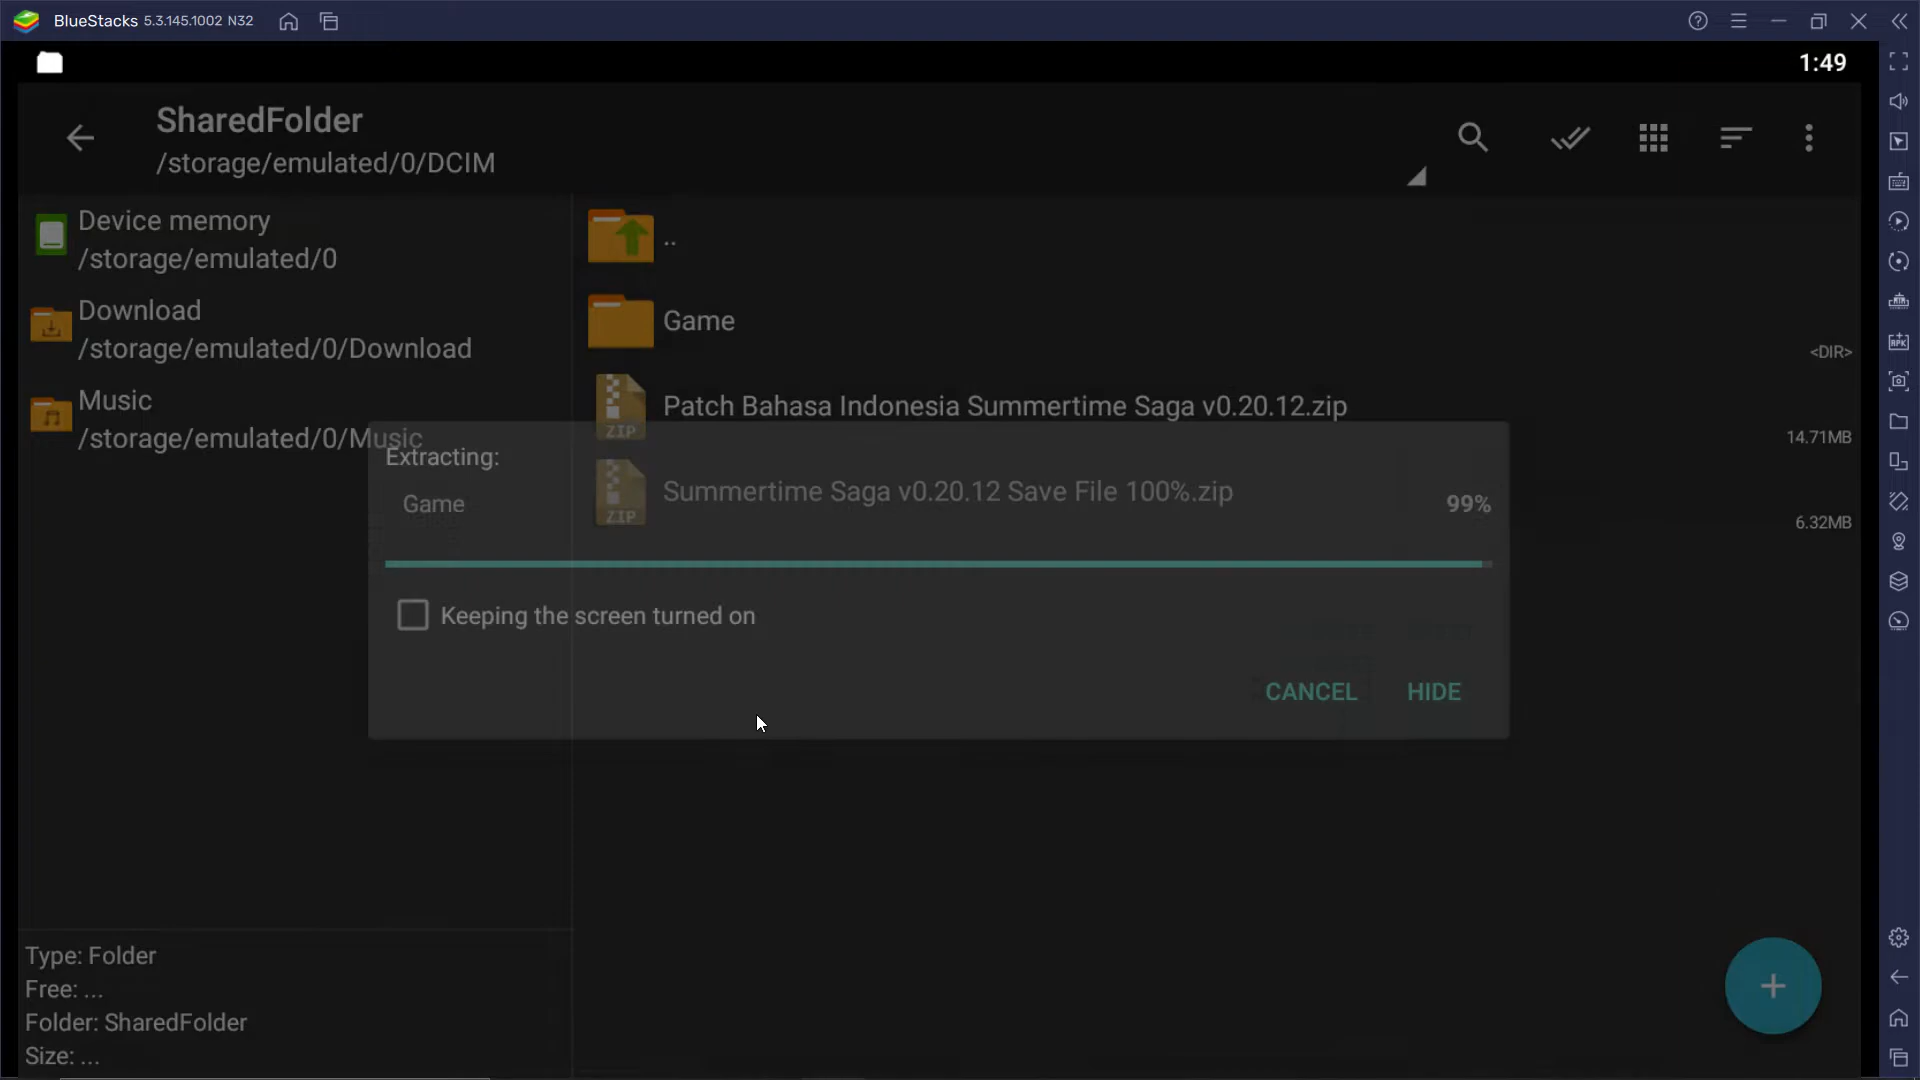 BlueStacks 5.3.145.1002 N32
1:49
SharedFolder
/storage/emulated/0/DCIM
Device memory
/storage/emulated/0
Download
/storage/emulated/0/Download
Music
/storage/emulated/0/Music
..
Game
<DIR>
Patch Bahasa Indonesia Summertime Saga v0.20.12.zip
ZIP
14.71MB
Summertime Saga v0.20.12 Save File 100%.zip
ZIP
6.32MB
Extracting:
Game
99%
Keeping the screen turned on
CANCEL HIDE
Type: Folder
Free: ...
Folder: SharedFolder
Size: ...